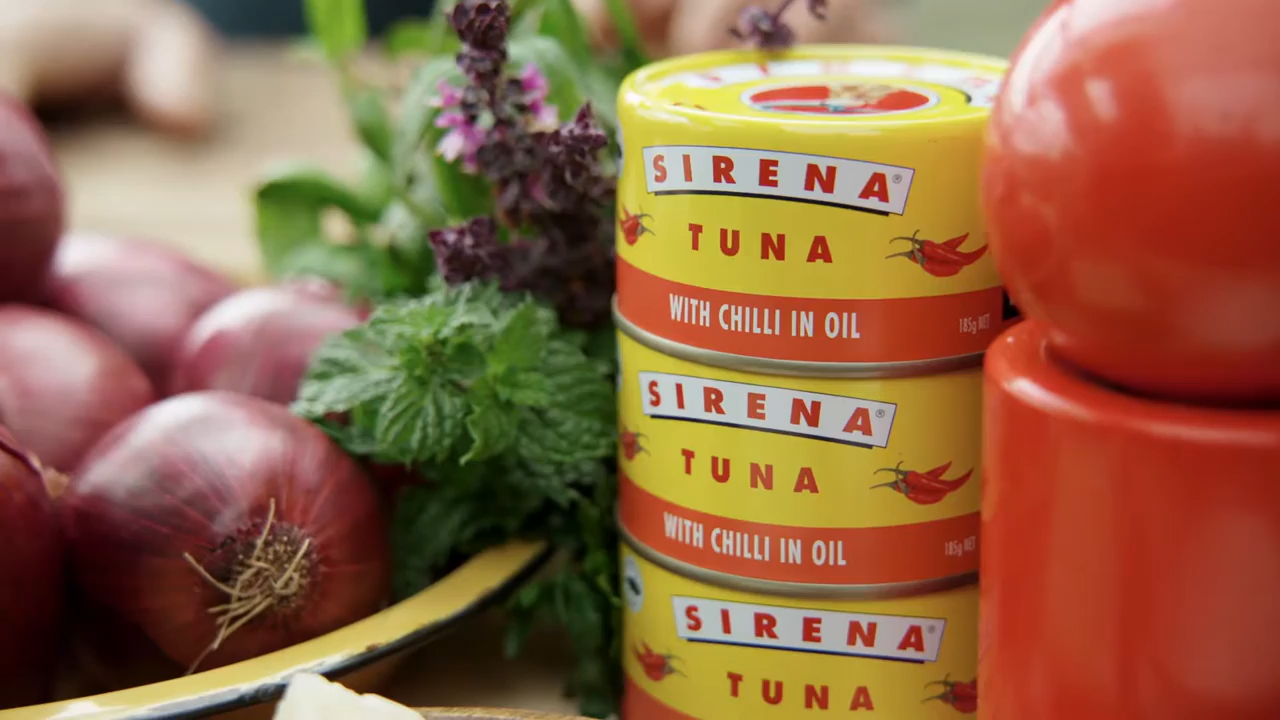 SIRENA®
TUNA
WITH CHILLI IN OIL
185g NET
SIRENA®
TUNA
WITH CHILLI IN OIL
185g NET
SIRENA®
TUNA